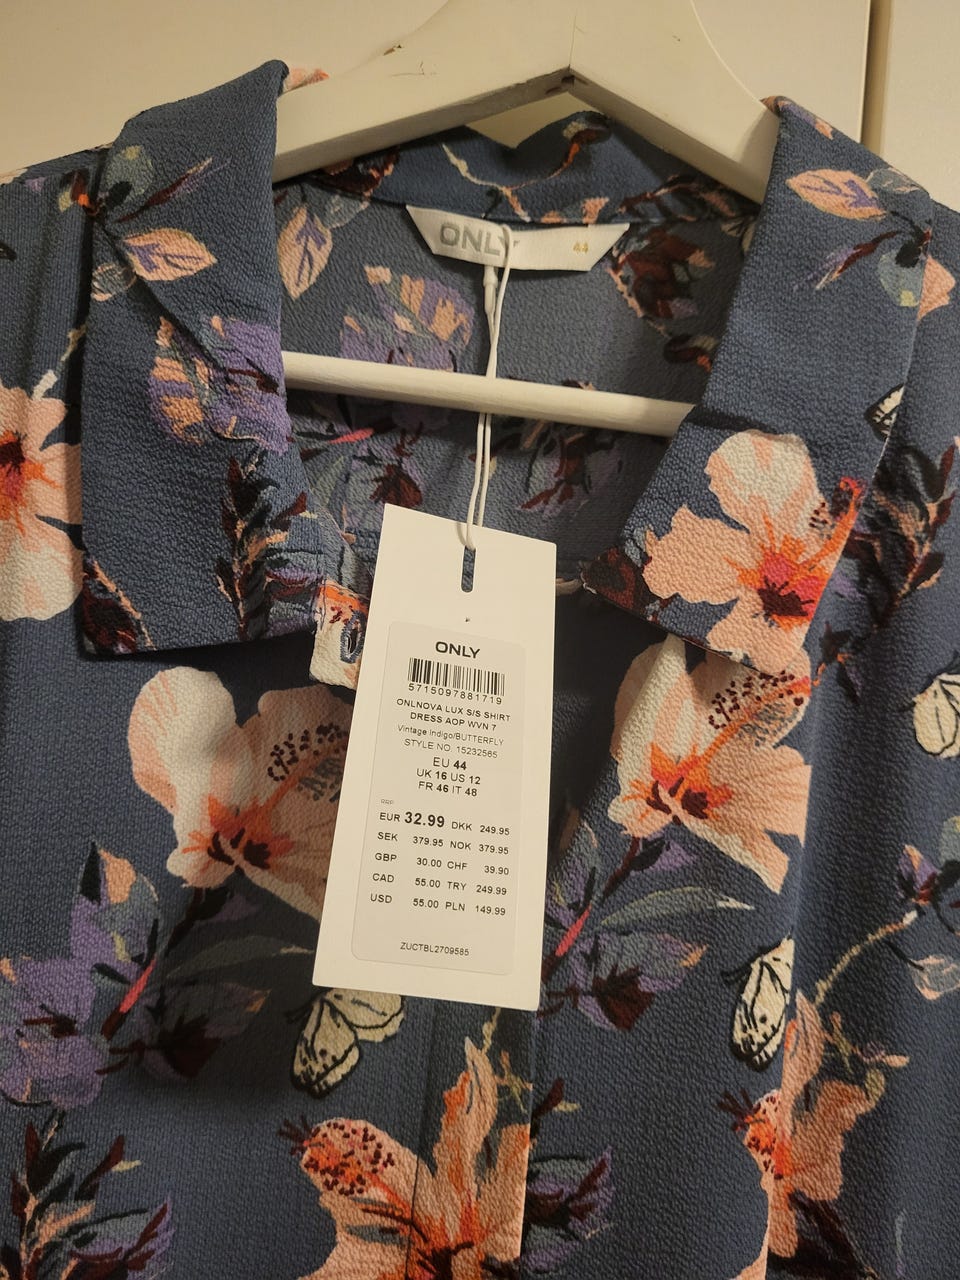 ONLY 44
ONLY
5715097881719
ONLNOVA LUX S/S SHIRT
DRESS AOP WVN 7
Vintage Indigo/BUTTERFLY
STYLE NO. 15232565
EU 44
UK 16 US 12
FR 46 IT 48
RRP
EUR 32.99 DKK 249.95
SEK 379.95 NOK 379.95
GBP 30.00 CHF 39.90
CAD 55.00 TRY 249.99
USD 55.00 PLN 149.99
ZUCTBL2709585